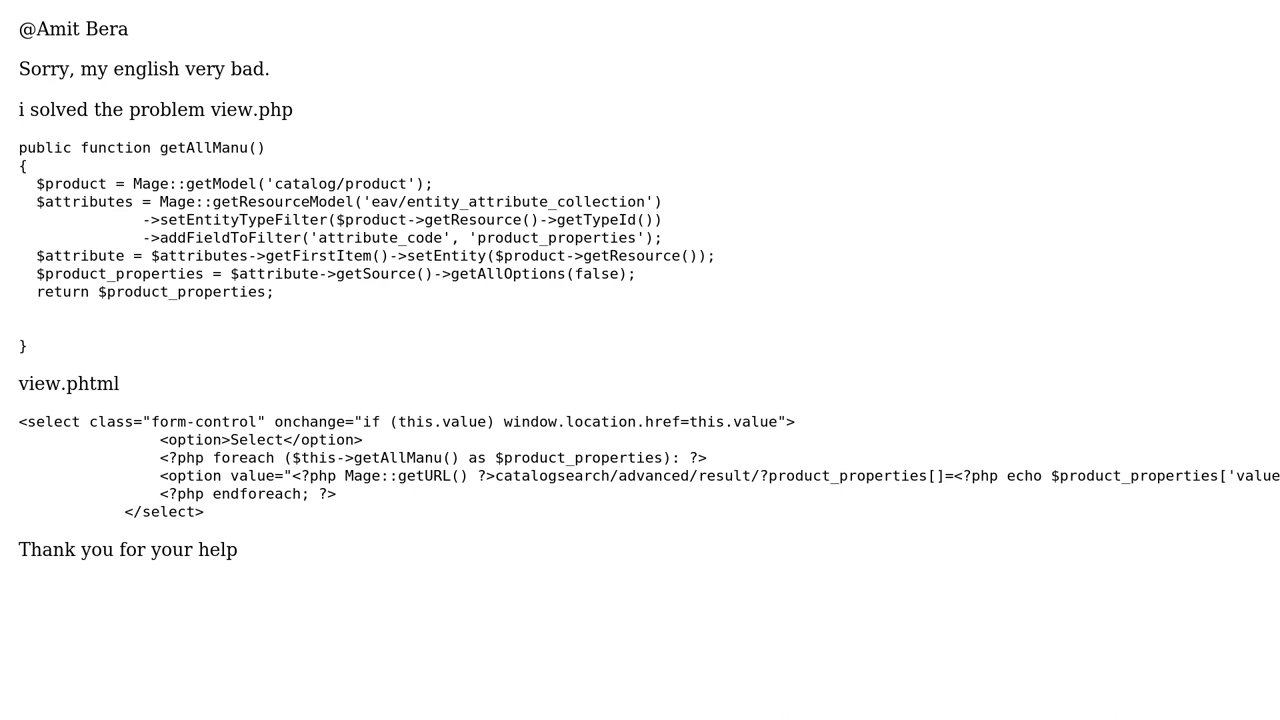 @Amit Bera
Sorry, my english very bad.
i solved the problem view.php
public function getAllManu()
{
  $product = Mage::getModel('catalog/product');
  $attributes = Mage::getResourceModel('eav/entity_attribute_collection')
              ->setEntityTypeFilter($product->getResource()->getTypeId())
              ->addFieldToFilter('attribute_code', 'product_properties');
  $attribute = $attributes->getFirstItem()->setEntity($product->getResource());
  $product_properties = $attribute->getSource()->getAllOptions(false);
  return $product_properties;
}
view.phtml
<select class="form-control" onchange="if (this.value) window.location.href=this.value">
                <option>Select</option>
                <?php foreach ($this->getAllManu() as $product_properties): ?>
                <option value="<?php Mage::getURL() ?>catalogsearch/advanced/result/?product_properties[]=<?php echo $product_properties['value
                <?php endforeach; ?>
            </select>
Thank you for your help